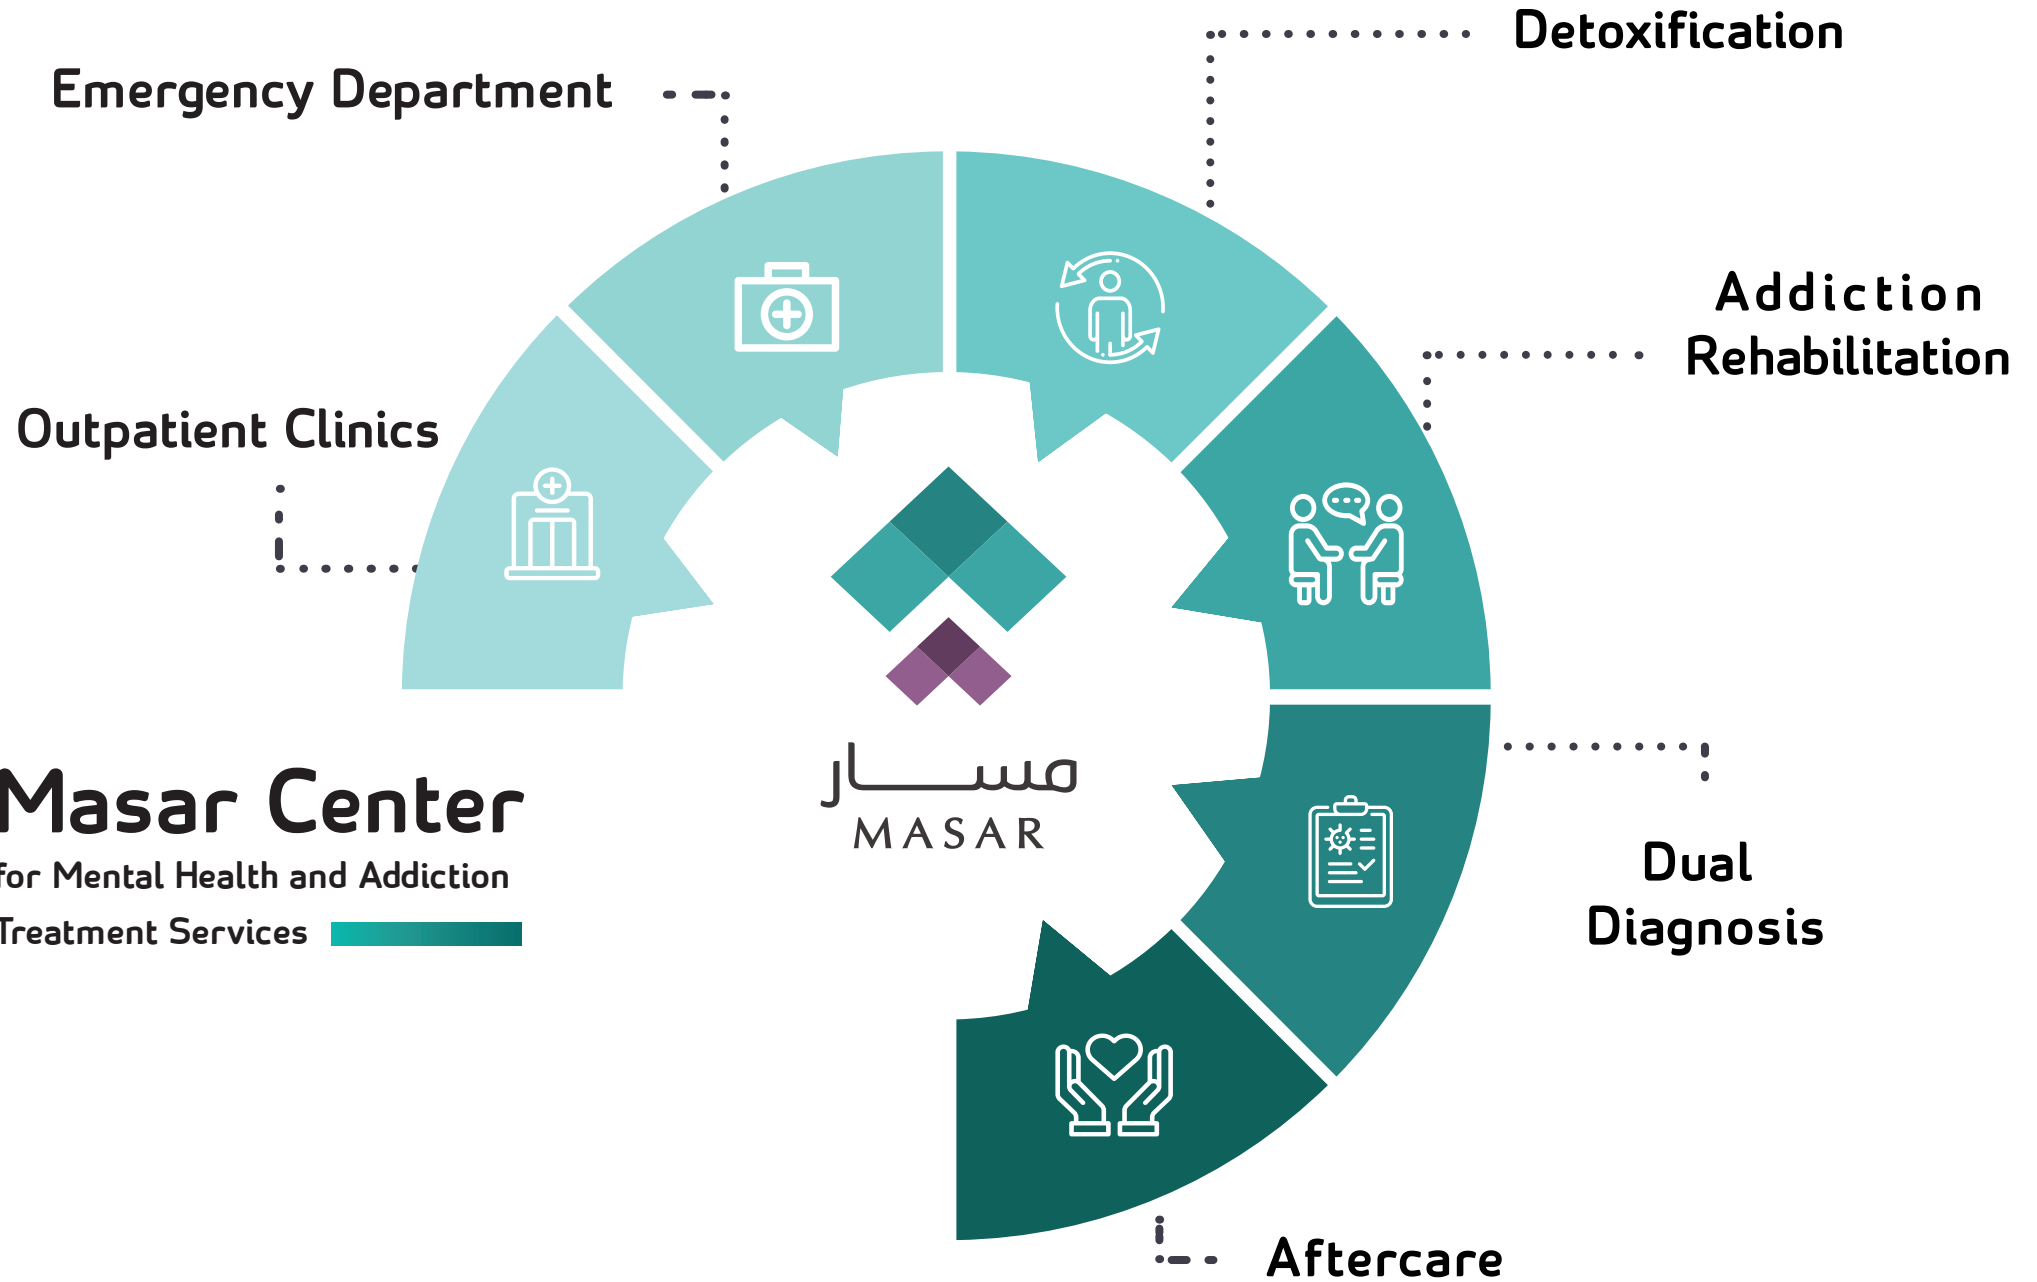 Detoxification
Emergency Department
Addiction
Rehabilitation
Outpatient Clinics
مسار
MASAR
Masar Center
for Mental Health and Addiction
Treatment Services
Dual
Diagnosis
Aftercare